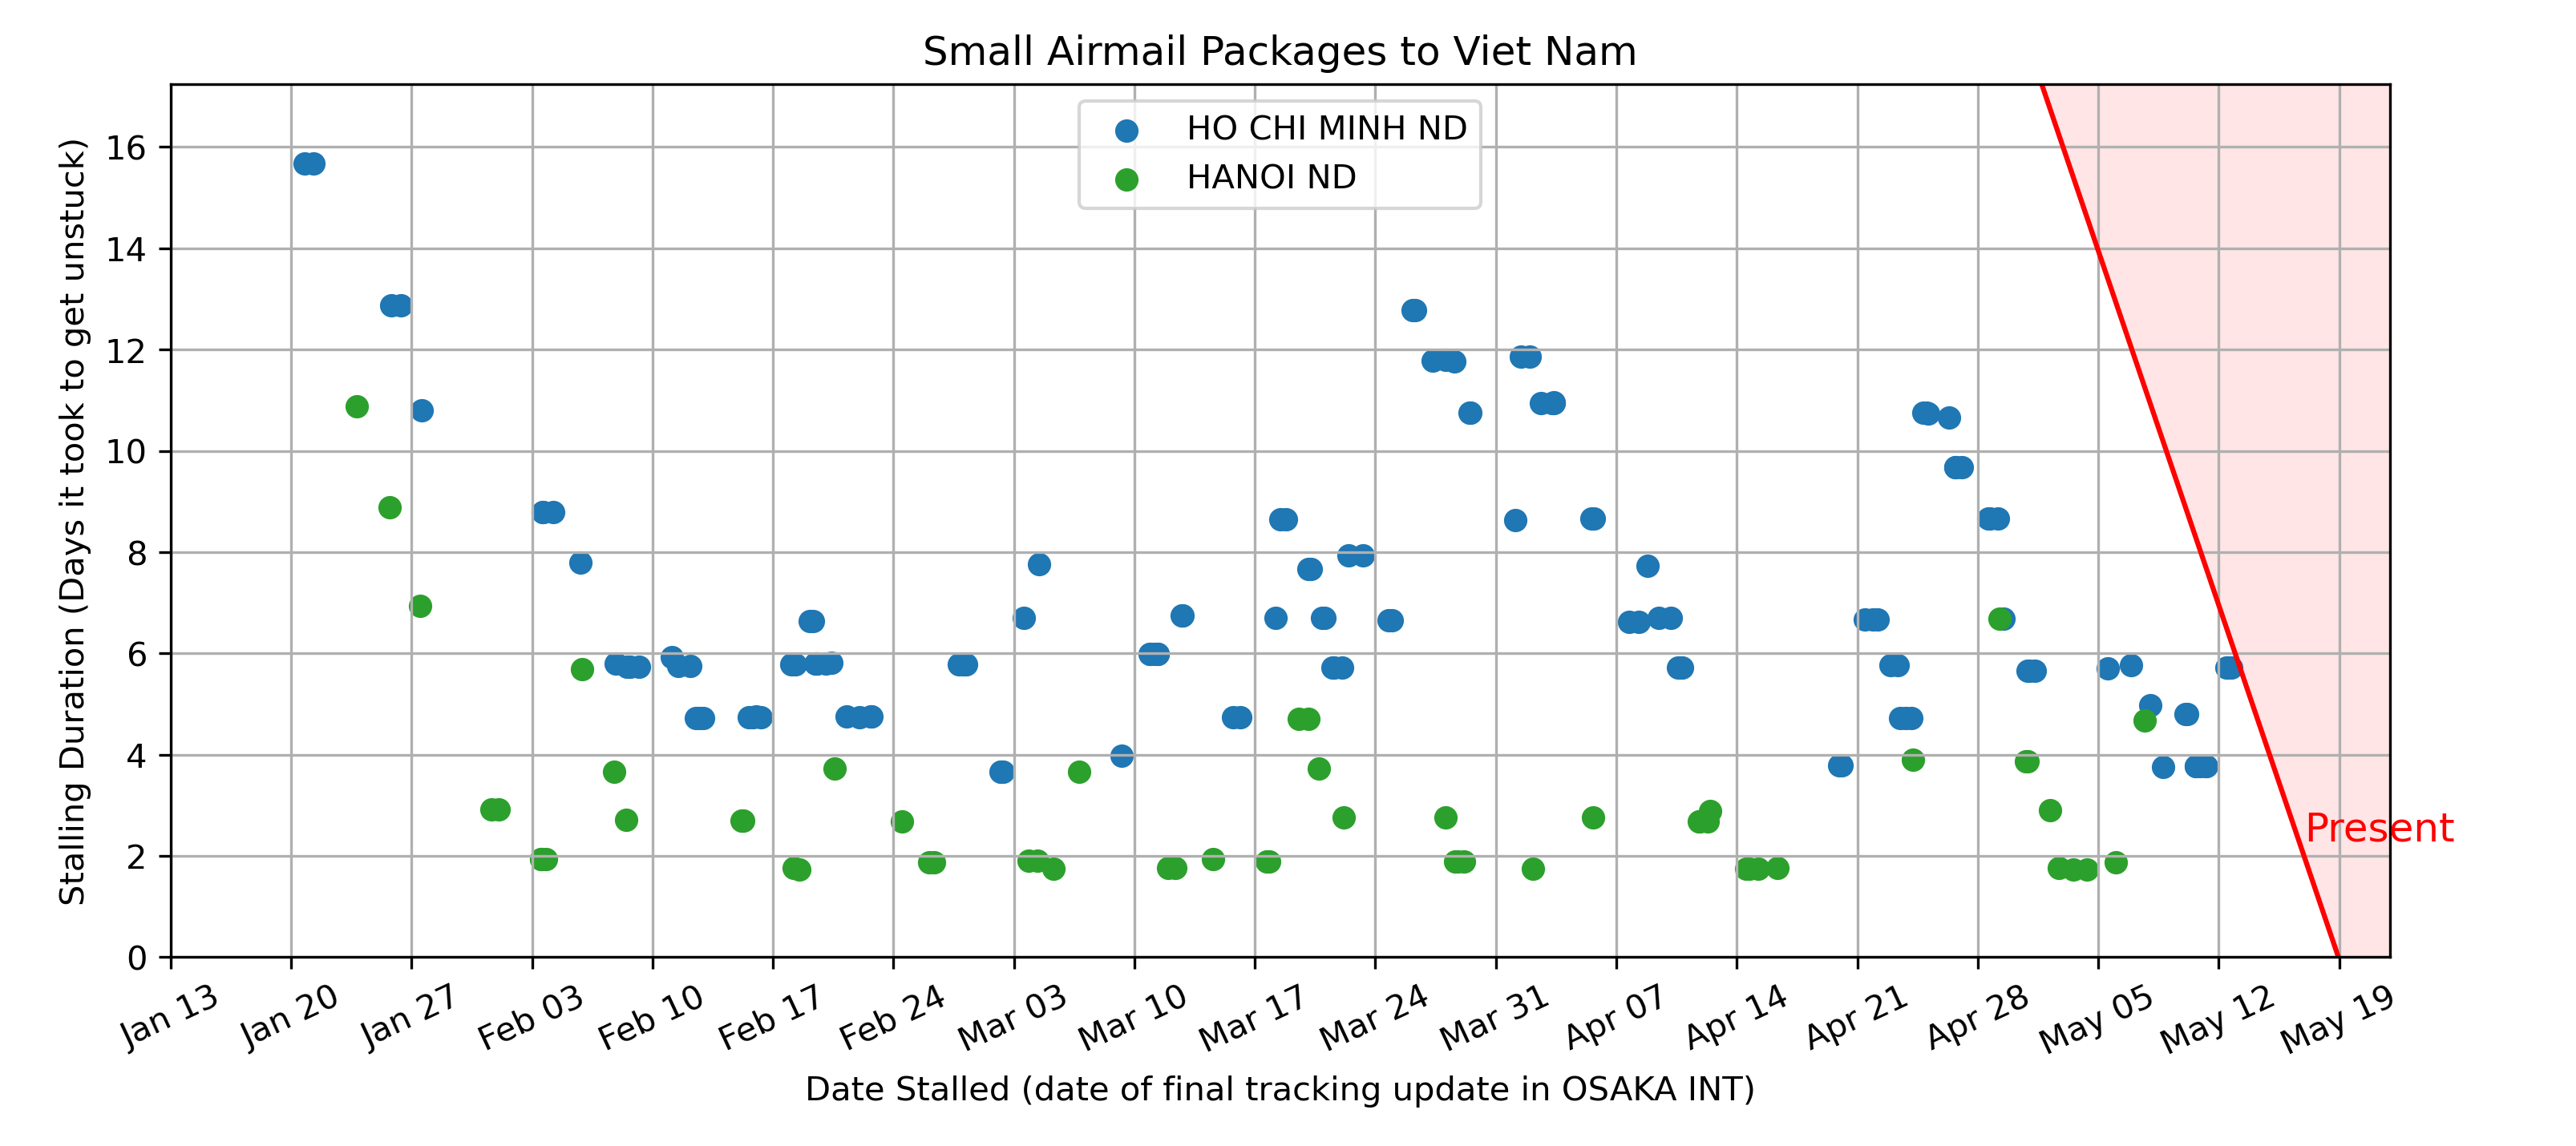 Small Airmail Packages to Viet Nam
HO CHI MINH ND
HANOI ND
Stalling Duration (Days it took to get unstuck)
16
14
12
10
8
6
4
2
0
Present
Jan 13
Jan 20
Jan 27
Feb 03
Feb 10
Feb 17
Feb 24
Mar 03
Mar 10
Mar 17
Mar 24
Mar 31
Apr 07
Apr 14
Apr 21
Apr 28
May 05
May 12
May 19
Date Stalled (date of final tracking update in OSAKA INT)